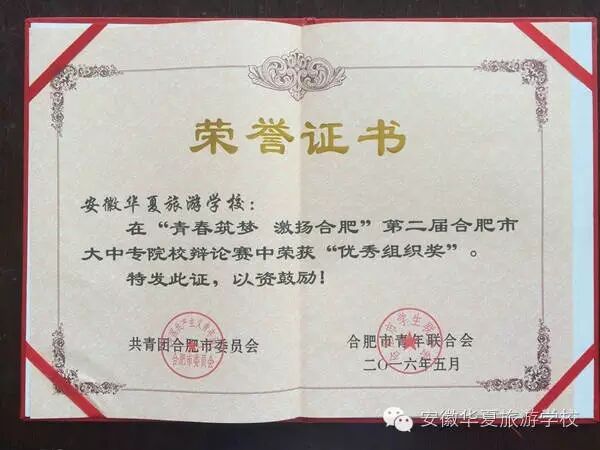 荣誉证书
安徽华夏旅游学校：
在“青春筑梦 激扬合肥”第二届合肥市
大中专院校辩论赛中荣获“优秀组织奖”。
特发此证，以资鼓励！
共青团合肥市委员会
合肥市青年联合会
二〇一六年五月
安徽华夏旅游学校